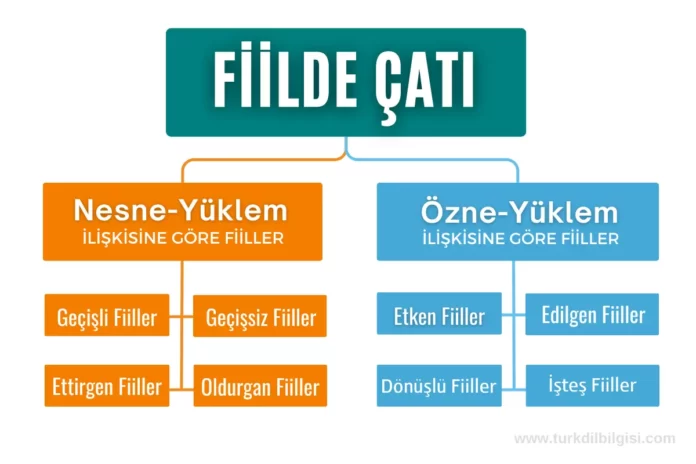 FİİLDE ÇATI
Nesne-Yüklem
İLİŞKİSİNE GÖRE FİİLLER
Geçişli Fiiller
Geçişsiz Fiiller
Ettirgen Fiiller
Oldurgan Fiiller
Özne-Yüklem
İLİŞKİSİNE GÖRE FİİLLER
Etken Fiiller
Edilgen Fiiller
Dönüşlü Fiiller
İşteş Fiiller
www.turkdilbilgisi.com